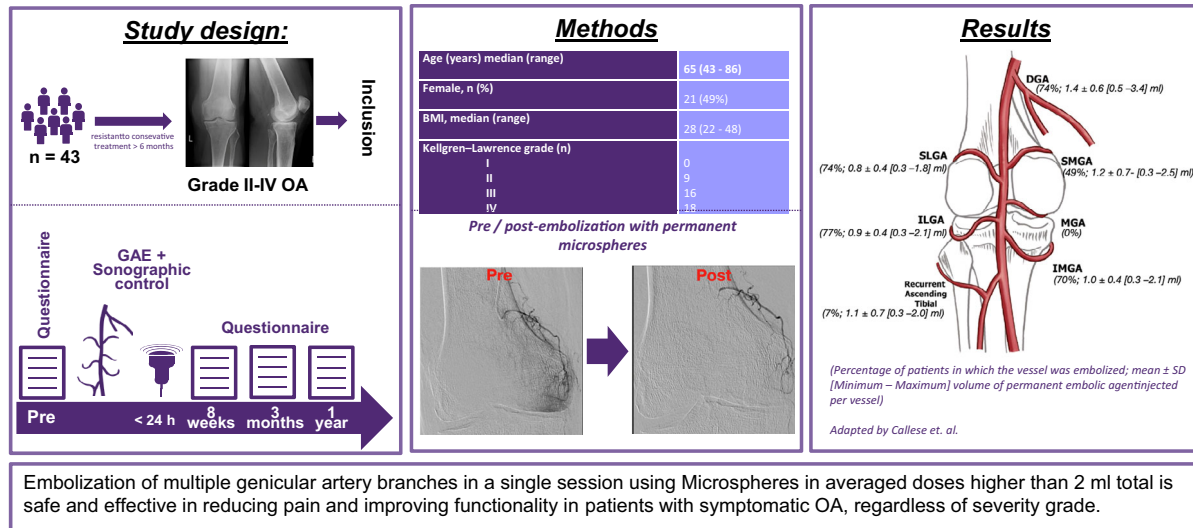 Study design:
n = 43
resistantto consevative
treatment > 6 months
L
Grade II-IV OA
Inclusion
Questionnaire
GAE +
Sonographic
control
Questionnaire
Pre
< 24 h
8
weeks
3
months
1
year
Methods
Age (years) median (range)
65 (43 - 86)
Female, n (%)
21 (49%)
BMI, median (range)
28 (22 - 48)
Kellgren–Lawrence grade (n)
I
0
II
9
III
16
IV
18
Pre / post-embolization with permanent
microspheres
Pre
Post
Results
DGA
(74%; 1.4 ± 0.6 [0.5 –3.4] ml)
SLGA
(74%; 0.8 ± 0.4 [0.3 –1.8] ml)
SMGA
(49%; 1.2 ± 0.7- [0.3 –2.5] ml)
ILGA
(77%; 0.9 ± 0.4 [0.3 –2.1] ml)
MGA
(0%)
IMGA
(70%; 1.0 ± 0.4 [0.3 –2.1] ml)
Recurrent
Ascending
Tibial
(7%; 1.1 ± 0.7 [0.3 –2.0] ml)
(Percentage of patients in which the vessel was embolized; mean ± SD
[Minimum – Maximum] volume of permanent embolic agentinjected
per vessel)
Adapted by Callese et. al.
Embolization of multiple genicular artery branches in a single session using Microspheres in averaged doses higher than 2 ml total is
safe and effective in reducing pain and improving functionality in patients with symptomatic OA, regardless of severity grade.